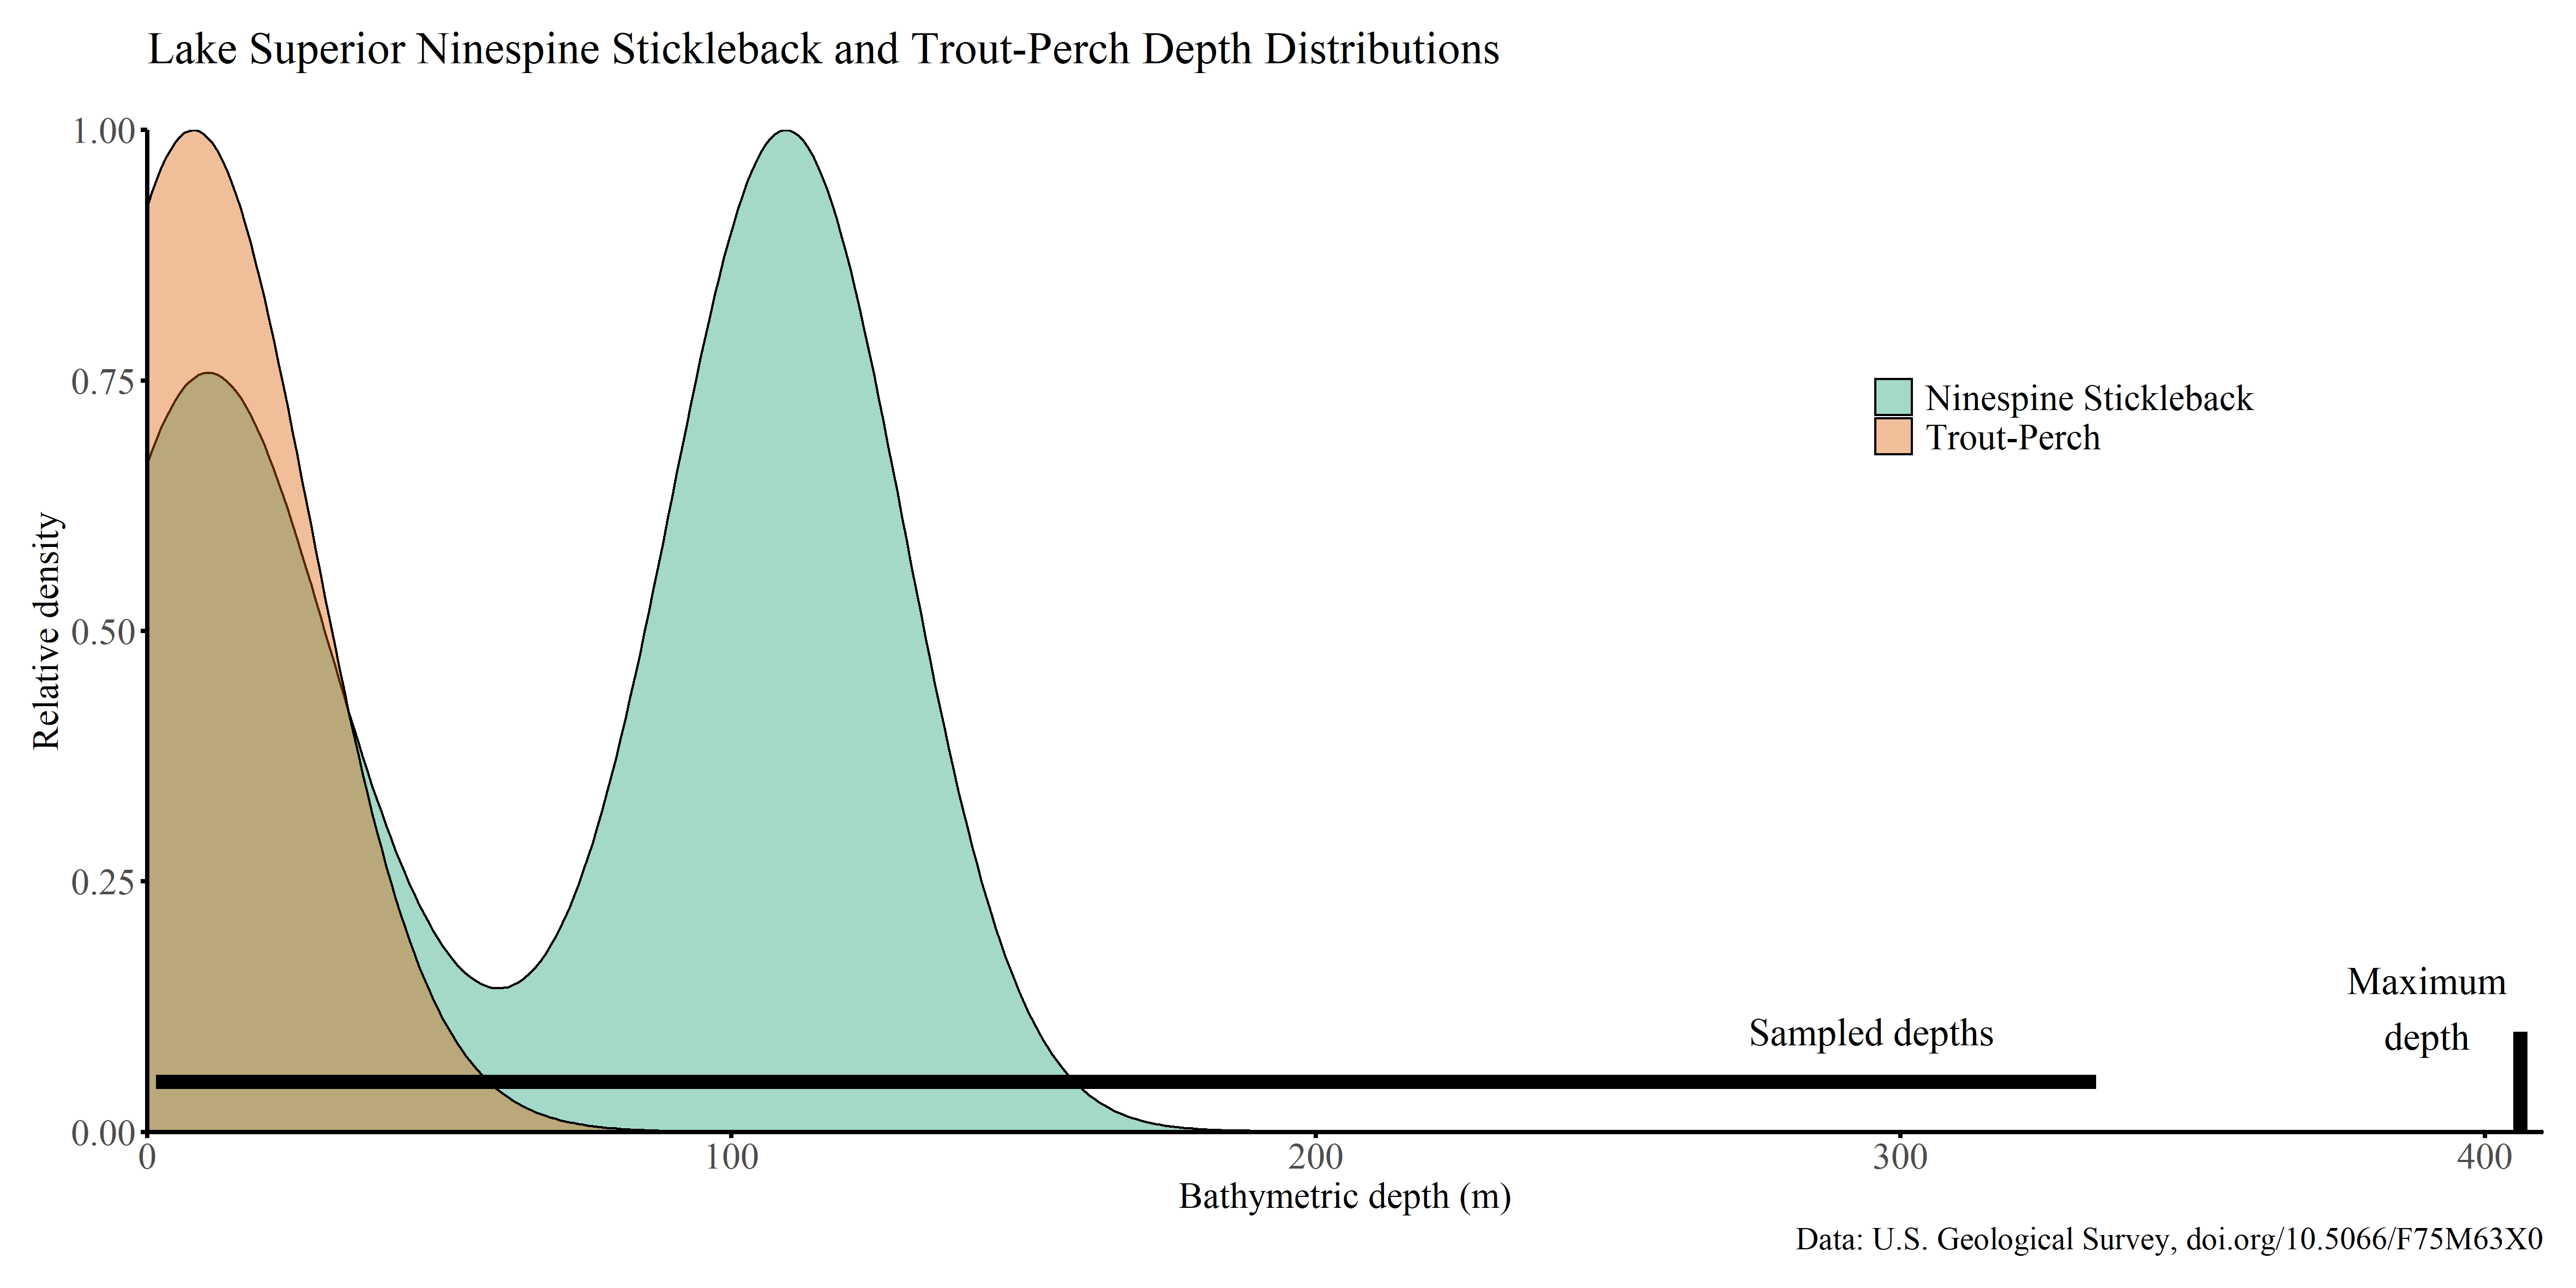 Lake Superior Ninespine Stickleback and Trout-Perch Depth Distributions
1.00
0.75
0.50
0.25
0.00
Relative density
Ninespine Stickleback
Trout-Perch
Sampled depths
Maximum
depth
0 100 200 300 400
Bathymetric depth (m)
Data: U.S. Geological Survey, doi.org/10.5066/F75M63X0